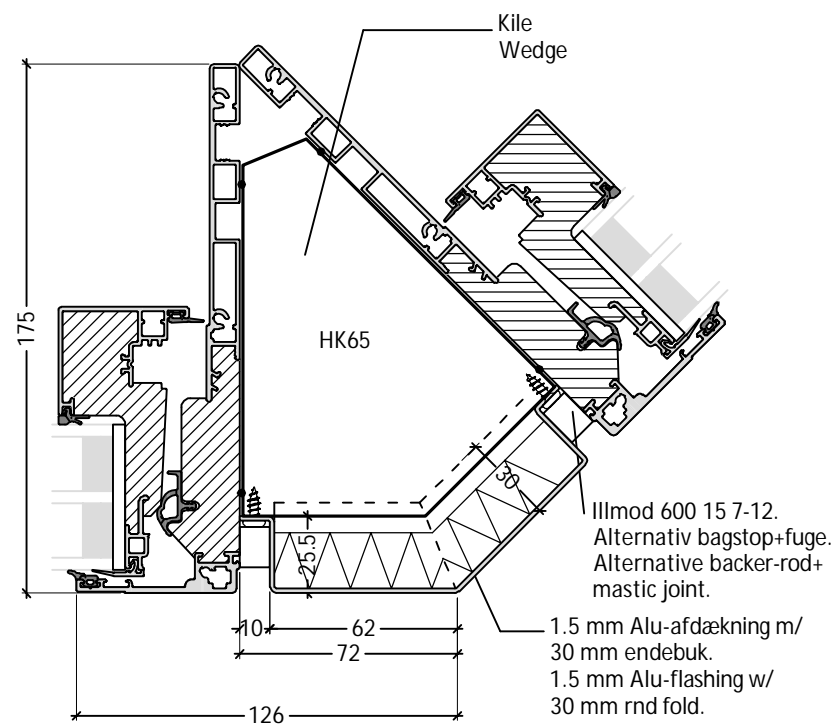 Kile
Wedge
175
HK65
30
25.5
Illmod 600 15 7-12.
Alternativ bagstop+fuge.
Alternative backer-rod+
mastic joint.
10
62
1.5 mm Alu-afdækning m/
30 mm endebuk.
1.5 mm Alu-flashing w/
30 mm rnd fold.
72
126